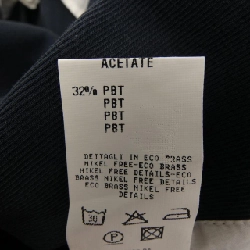 ACETATE
32% PBT
PBT
PBT
PBT
DETTAGLI IN ECO BRASS
NIKEL FREE-ECO BRASS
NIKEL FREE DETAILS-ECO
BRASS NIKEL FREE DETAILS
ECO BRASS NIKEL FREE
DETAILS
30
P